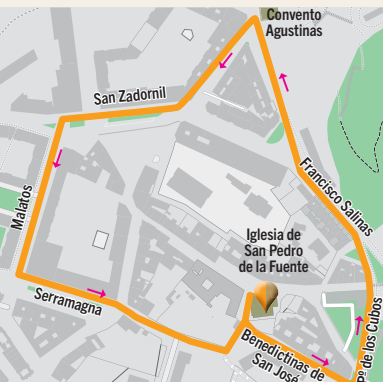 Convento
Agustinas
San Zadornil
Francisco Salinas
Malatos
Iglesia de
San Pedro
de la Fuente
Serramagna
Benedictinas de
San José
Pº de los Cubos